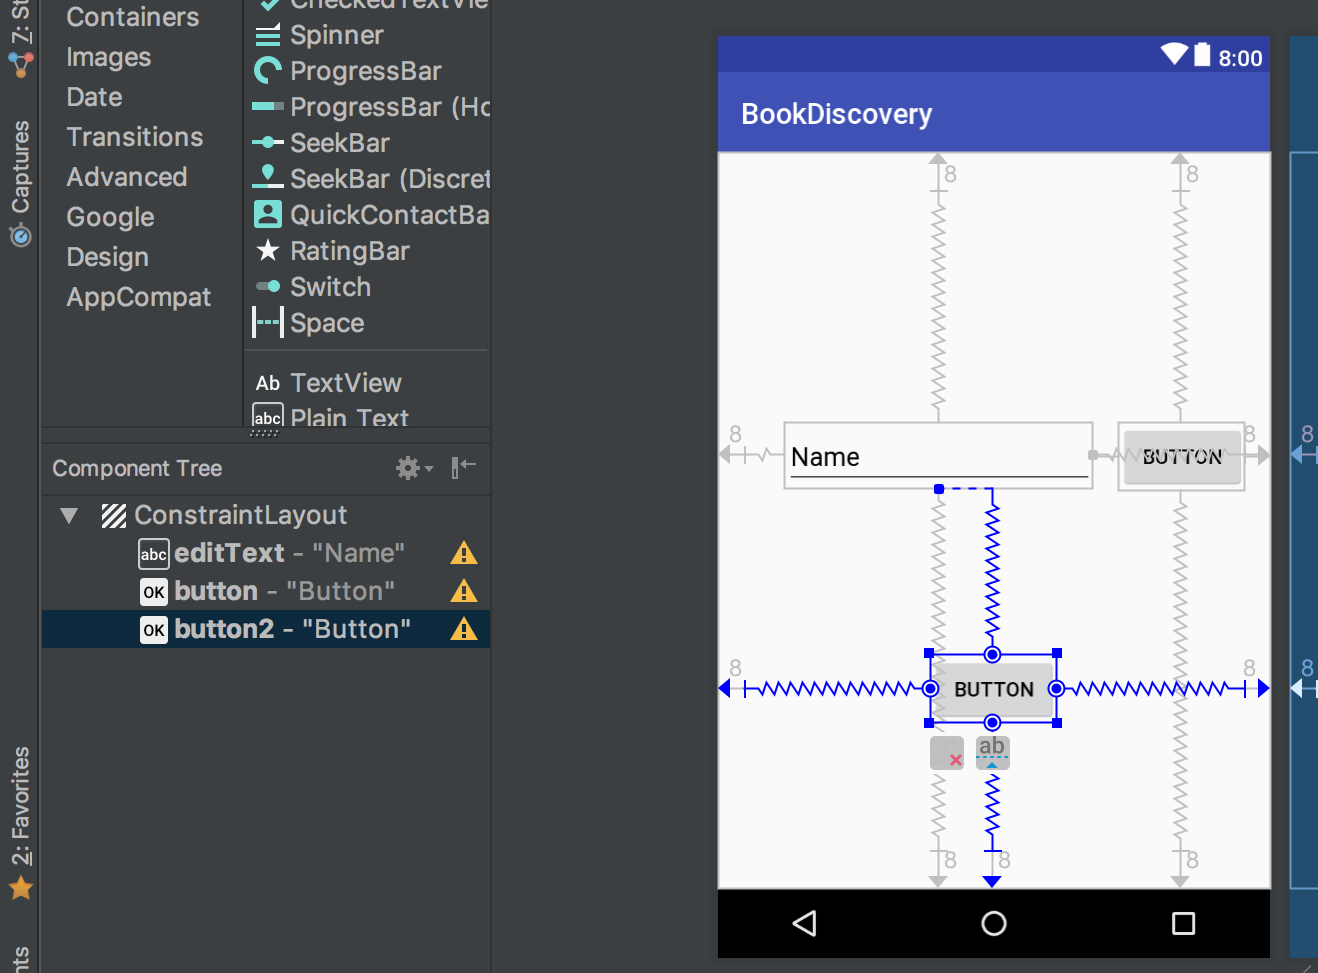 Z: St
Captures
2: Favorites
nts
Containers
Images
Date
Transitions
Advanced
Google
Design
AppCompat
CheckedTextVie
Spinner
ProgressBar
ProgressBar (Ho
SeekBar
SeekBar (Discret
QuickContactBa
RatingBar
Switch
Space
Ab TextView
abc Plain Text
Component Tree
ConstraintLayout
abc editText - "Name"
OK button - "Button"
OK button2 - "Button"
8:00
BookDiscovery
8 8
8 8 8
Name BUTTON
8 8 8
BUTTON
ab
8 8 8